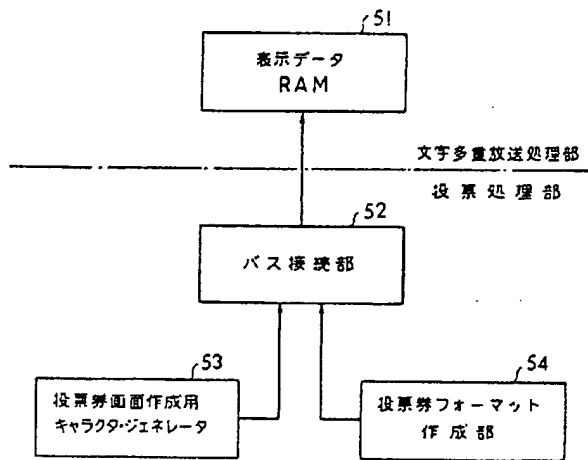 51
表示データ
RAM
文字多重放送処理部
投票処理部
52
バス接続部
53
投票券画面作成用
キャラクタ・ジェネレータ
54
投票券フォーマット
作成部